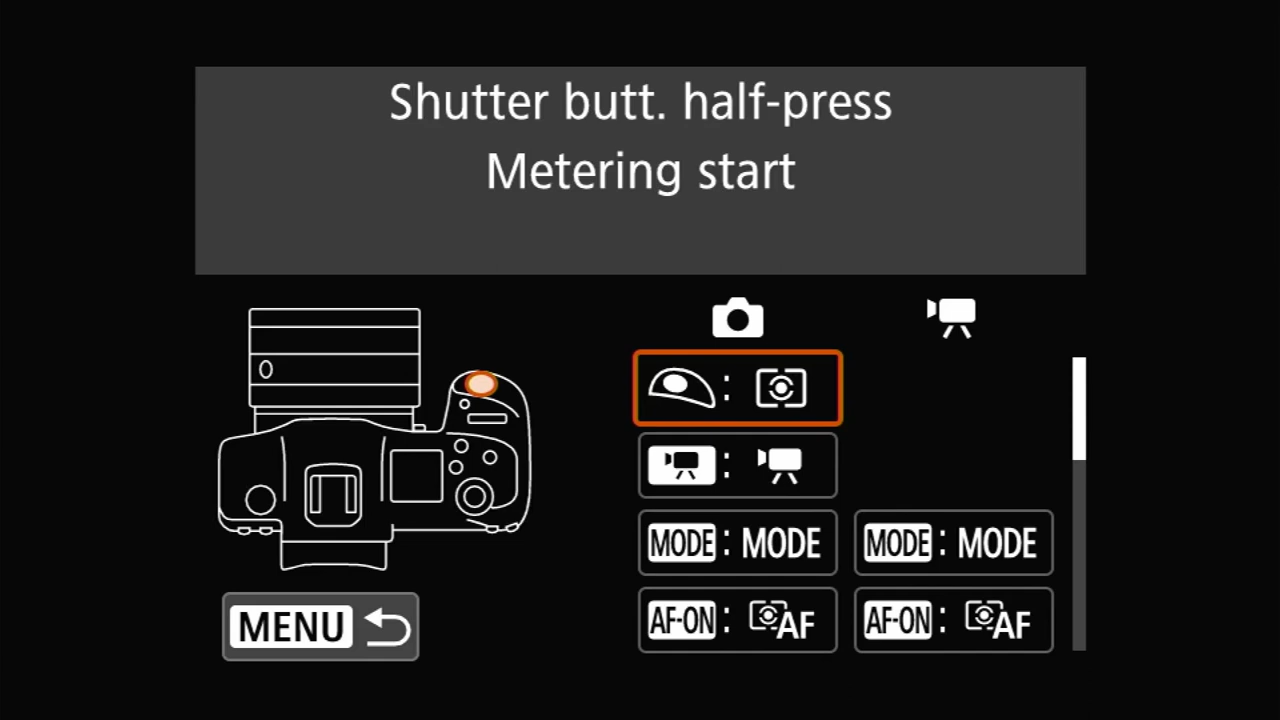 Shutter butt. half-press
Metering start
:
:
MODE : MODE MODE : MODE
AF-ON : AF AF-ON : AF
MENU